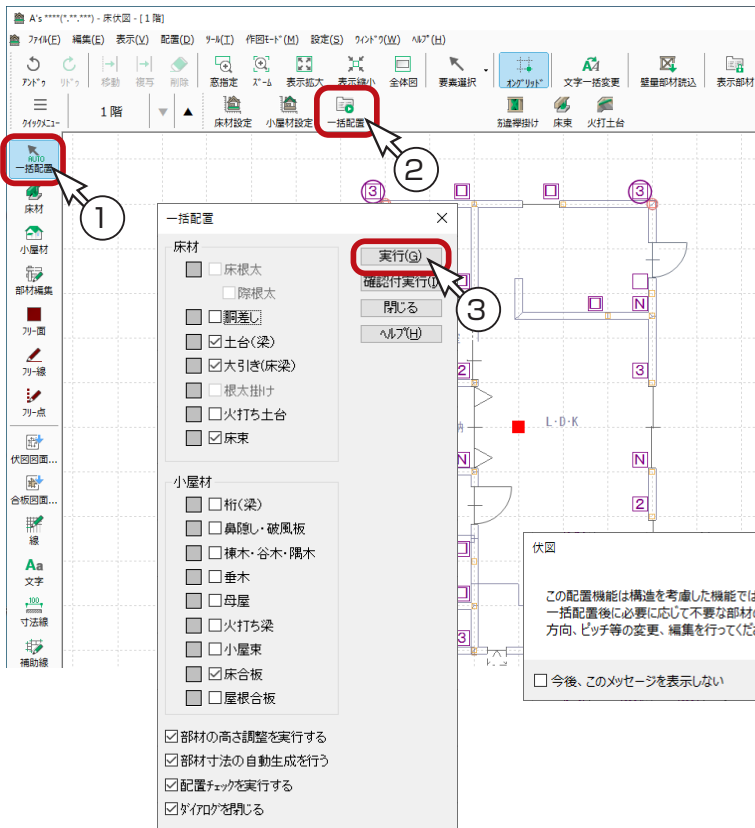 A's ****(*.**.***) - 床伏図 - [1 階]
ファイル(F) 編集(E) 表示(V) 配置(D) ツール(T) 作図モード(M) 設定(S) ウィンドウ(W) ヘルプ(H)
アンドゥ リドゥ 移動 複写 削除 窓指定 ズーム 表示拡大 表示縮小 全体図 要素選択 オングリッド 文字一括変更 壁量部材読込 表示部材
クイックメニュー 1 階 床材設定 小屋材設定 一括配置 床束 火打土台
AUTO
一括配置
床材
小屋材
部材編集
フリー面
フリー線
フリー点
伏図図面...
合板図面...
線
Aa
文字
100
寸法線
補助線
1
2
3
3
3
2
3
N
3
N
N
2
3
L・D・K
一括配置
床材
床根太
際根太
胴差し
土台(梁)
大引き(床梁)
根太掛け
火打ち土台
床束
小屋材
桁(梁)
鼻隠し・破風板
棟木・谷木・隅木
垂木
母屋
火打ち梁
小屋束
床合板
屋根合板
部材の高さ調整を実行する
部材寸法の自動生成を行う
配置チェックを実行する
ダイアログを閉じる
実行(G)
確認付実行(I)
閉じる
ヘルプ(H)
伏図
この配置機能は構造を考慮した機能では
一括配置後に必要に応じて不要な部材の
方向、ピッチ等の変更、編集を行ってくだ
今後、このメッセージを表示しない